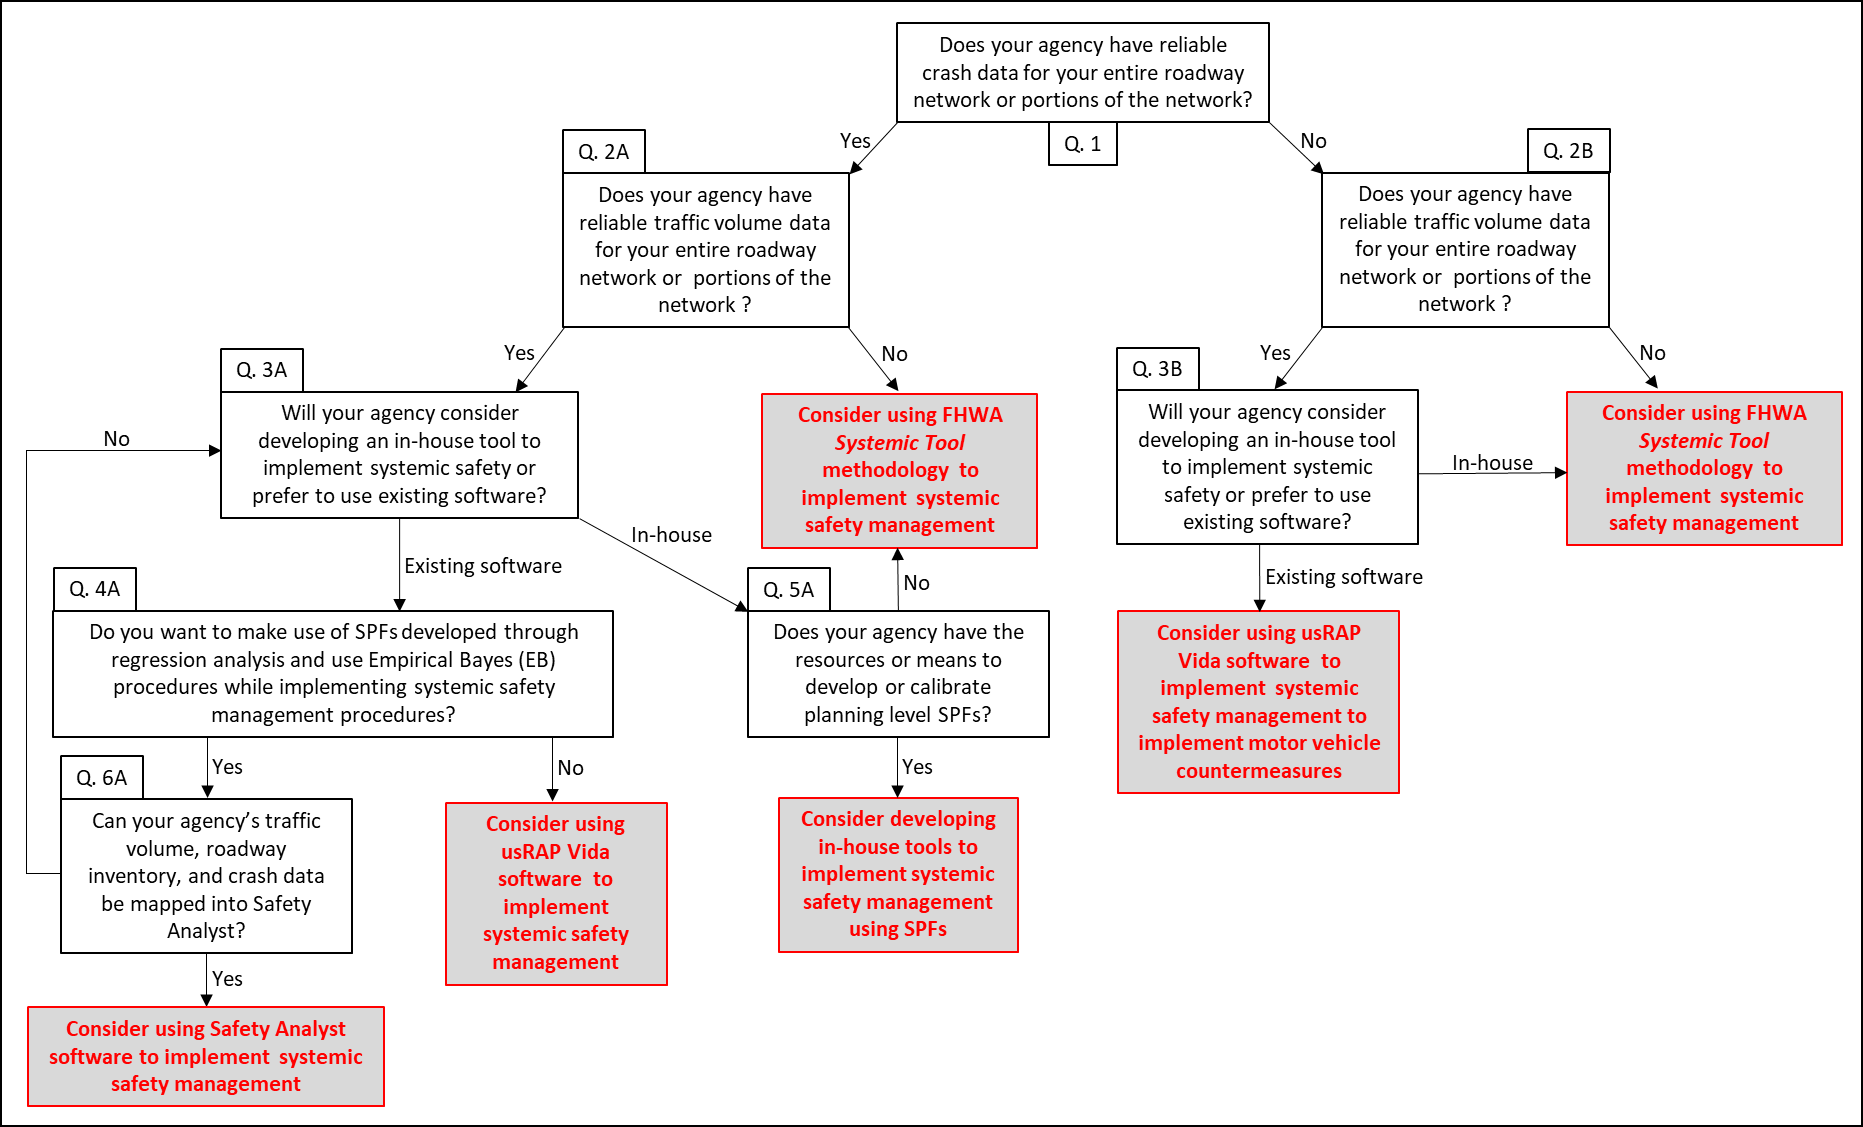 Does your agency have reliable
crash data for your entire roadway
network or portions of the network?
Q. 1
Yes
No
Q. 2A
Does your agency have
reliable traffic volume data
for your entire roadway
network or portions of the
network ?
Q. 2B
Does your agency have
reliable traffic volume data
for your entire roadway
network or portions of the
network ?
Yes
No
Yes
No
Q. 3A
Will your agency consider
developing an in-house tool to
implement systemic safety or
prefer to use existing software?
No
Consider using FHWA
Systemic Tool
methodology to
implement systemic
safety management
Q. 3B
Will your agency consider
developing an in-house tool
to implement systemic
safety or prefer to use
existing software?
In-house
Consider using FHWA
Systemic Tool
methodology to
implement systemic
safety management
Existing software
In-house
No
Existing software
Q. 4A
Do you want to make use of SPFs developed through
regression analysis and use Empirical Bayes (EB)
procedures while implementing systemic safety
management procedures?
Q. 5A
Does your agency have the
resources or means to
develop or calibrate
planning level SPFs?
Consider using usRAP
Vida software to
implement systemic
safety management to
implement motor vehicle
countermeasures
Yes
No
Yes
Q. 6A
Can your agency’s traffic
volume, roadway
inventory, and crash data
be mapped into Safety
Analyst?
Consider using
usRAP Vida
software to
implement
systemic safety
management
Consider developing
in-house tools to
implement systemic
safety management
using SPFs
Yes
Consider using Safety Analyst
software to implement systemic
safety management